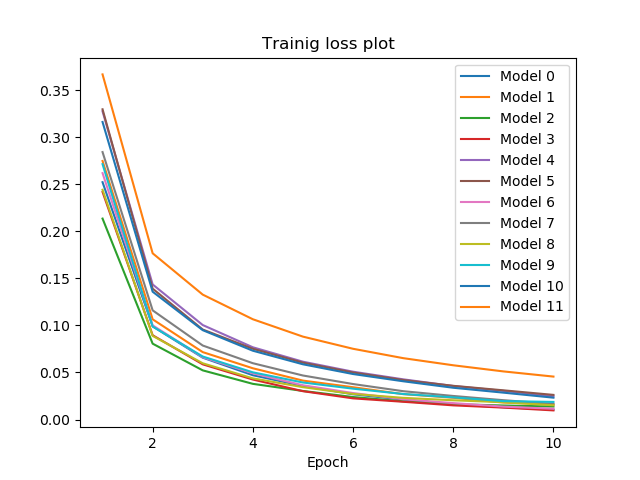 Trainig loss plot
0.35
0.30
0.25
0.20
0.15
0.10
0.05
0.00
Model 0
Model 1
Model 2
Model 3
Model 4
Model 5
Model 6
Model 7
Model 8
Model 9
Model 10
Model 11
2 4 6 8 10
Epoch